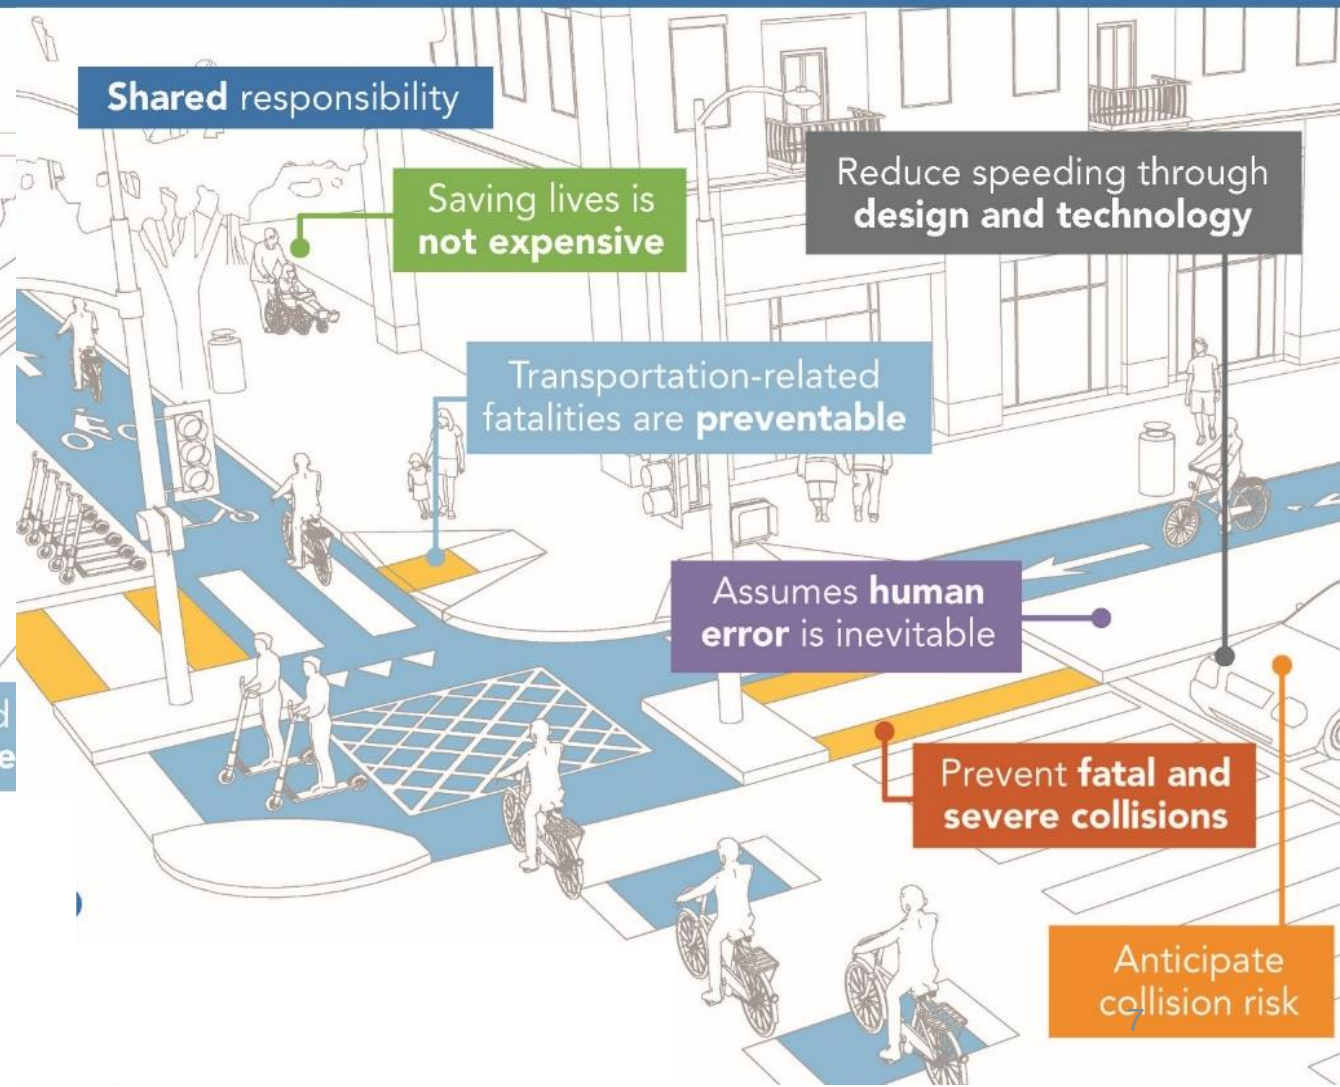 Shared responsibility
Saving lives is
not expensive
Reduce speeding through
design and technology
Transportation-related
fatalities are preventable
Assumes human
error is inevitable
d
e
Prevent fatal and
severe collisions
Anticipate
collision risk
7